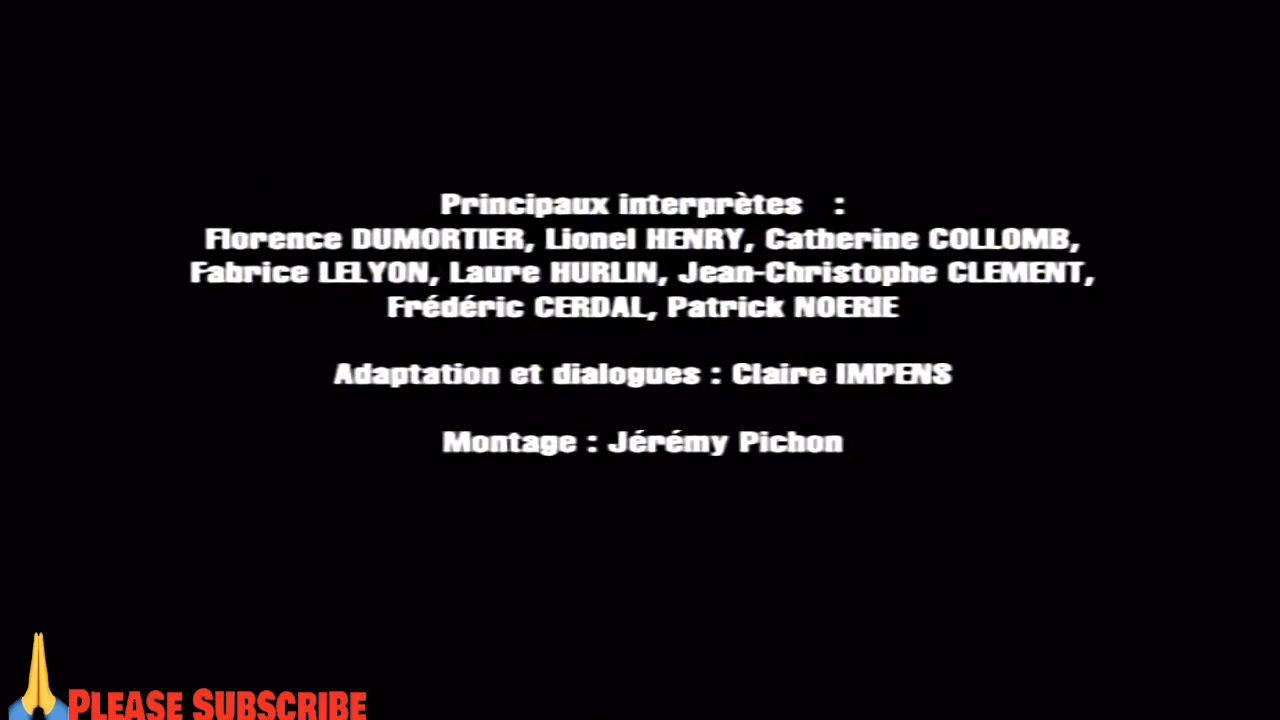 Principaux interprètes :
Florence DUMORTIER, Lionel HENRY, Catherine COLLOMB,
Fabrice LELYON, Laure HURLIN, Jean-Christophe CLEMENT,
Frédéric CERDAL, Patrick NOERIE
Adaptation et dialogues : Claire IMPENS
Montage : Jérémy Pichon
PLEASE SUBSCRIBE